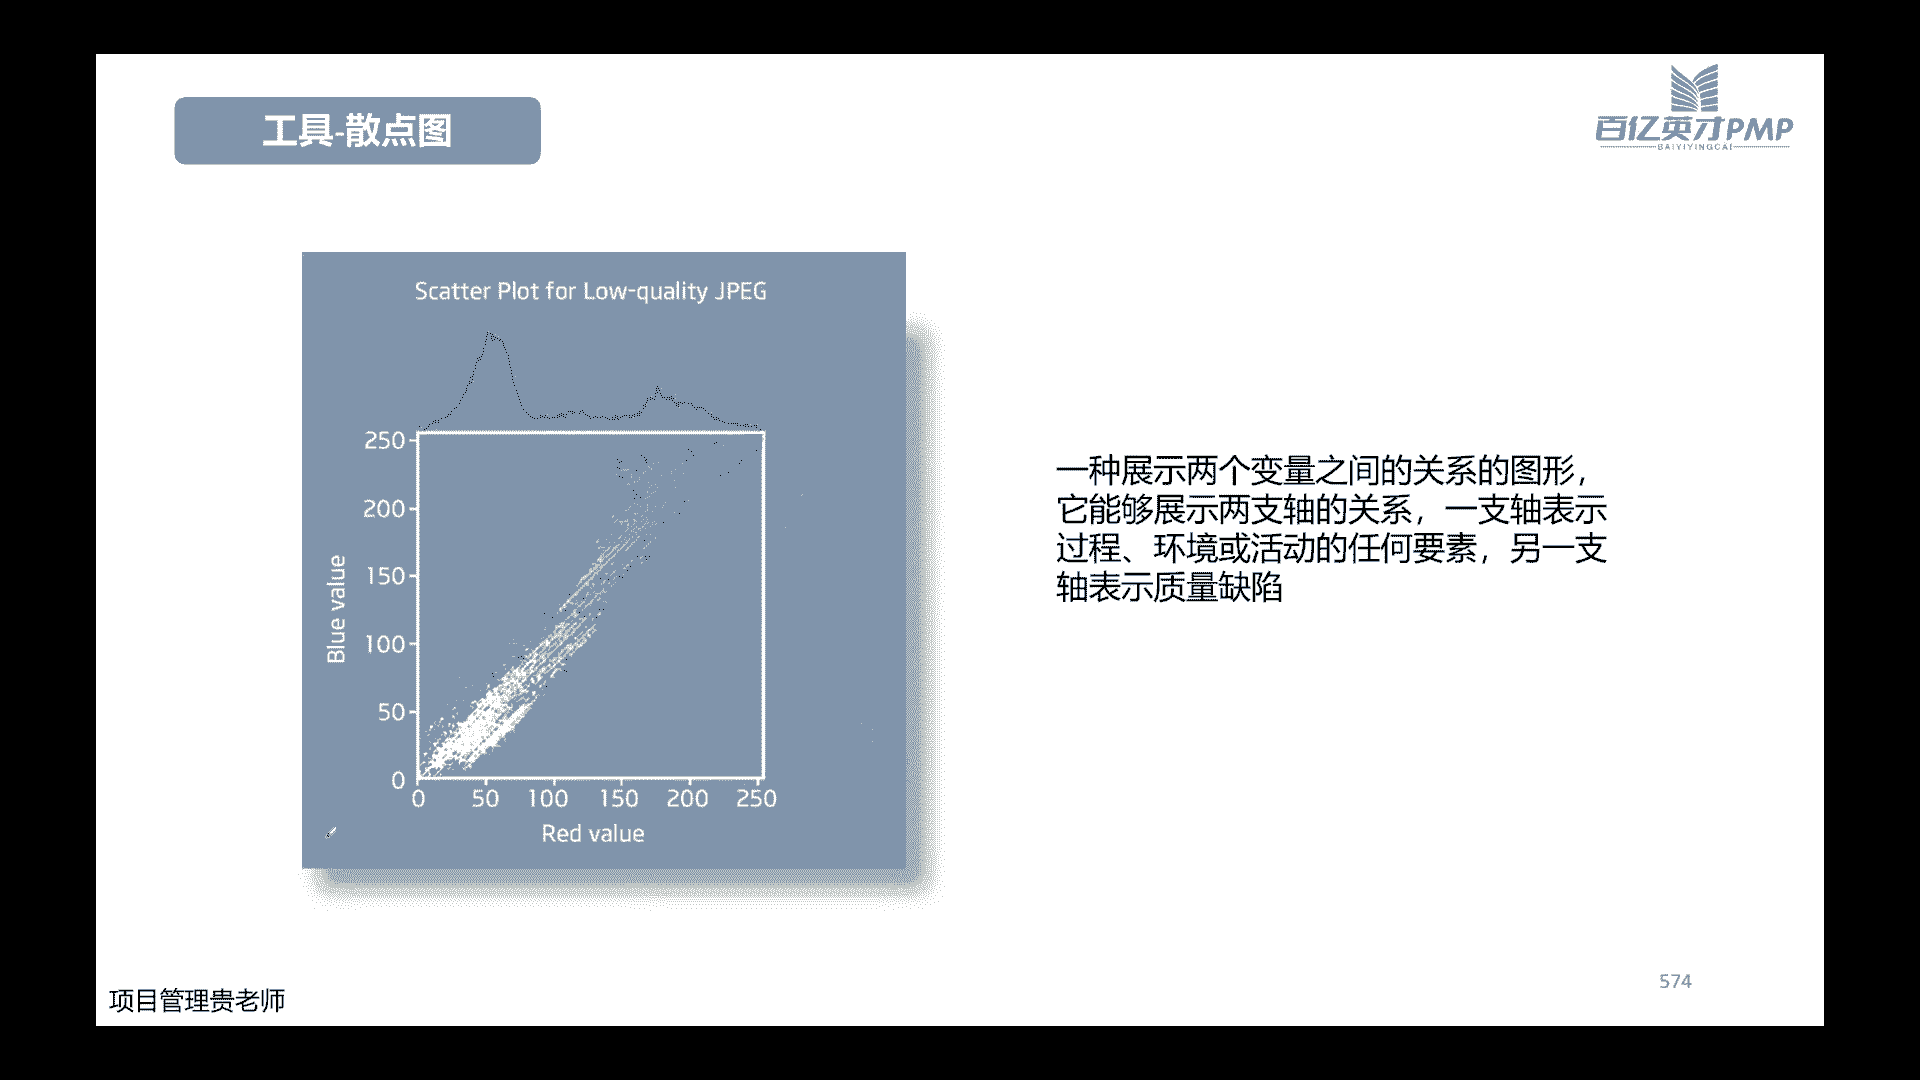 工具-散点图
百亿英才PMP
BAIYIYINGCAI
Scatter Plot for Low-quality JPEG
250
200
150
100
50
0
Blue value
0 50 100 150 200 250
Red value
一种展示两个变量之间的关系的图形，
它能够展示两支轴的关系，一支轴表示
过程、环境或活动的任何要素，另一支
轴表示质量缺陷
574
项目管理贵老师